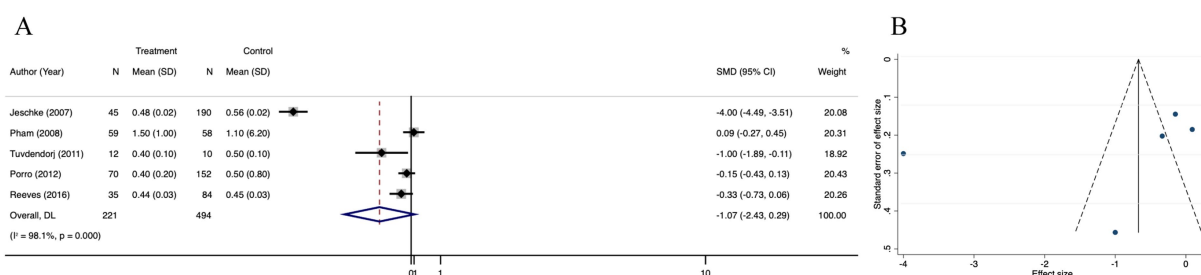 A
Treatment Control %
Author (Year) N Mean (SD) N Mean (SD) SMD (95% CI) Weight
Jeschke (2007) 45 0.48 (0.02) 190 0.56 (0.02) -4.00 (-4.49, -3.51) 20.08
Pham (2008) 59 1.50 (1.00) 58 1.10 (6.20) 0.09 (-0.27, 0.45) 20.31
Tuvdendorj (2011) 12 0.40 (0.10) 10 0.50 (0.10) -1.00 (-1.89, -0.11) 18.92
Porro (2012) 70 0.40 (0.20) 152 0.50 (0.80) -0.15 (-0.43, 0.13) 20.43
Reeves (2016) 35 0.44 (0.03) 84 0.45 (0.03) -0.33 (-0.73, 0.06) 20.26
Overall, DL 221 494 -1.07 (-2.43, 0.29) 100.00
(I² = 98.1%, p = 0.000)
1 10
B
Standard error of effect size
0
.1
.2
.3
.4
.5
-4 -3 -2 -1 0
Effect size